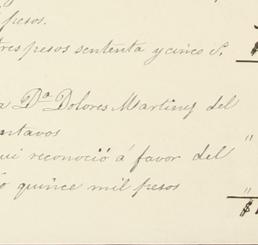 pesos.
tres pesos sententa y cinco
Da Dolores Martinez del
ntavos "
ui reconoció á favor del "
quince mil pesos
$